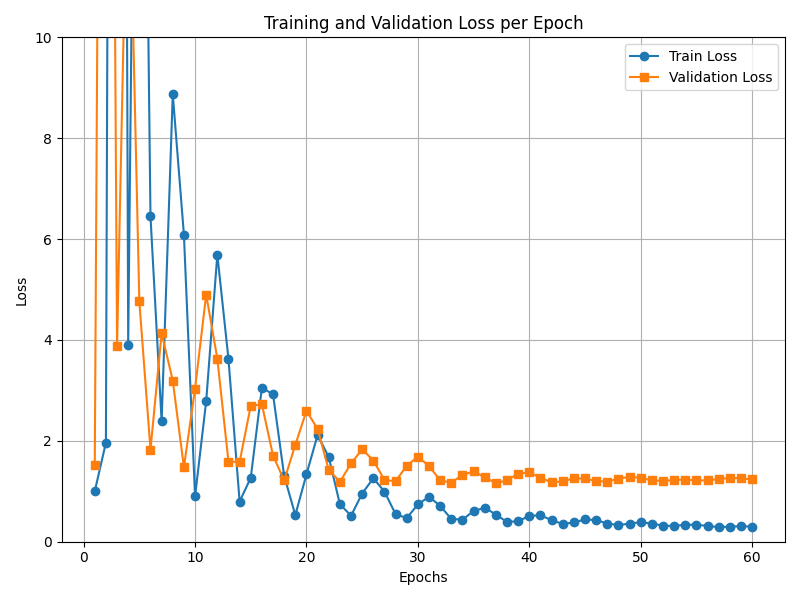 Training and Validation Loss per Epoch
Train Loss
Validation Loss
10
8
6
4
2
0
Loss
0 10 20 30 40 50 60
Epochs